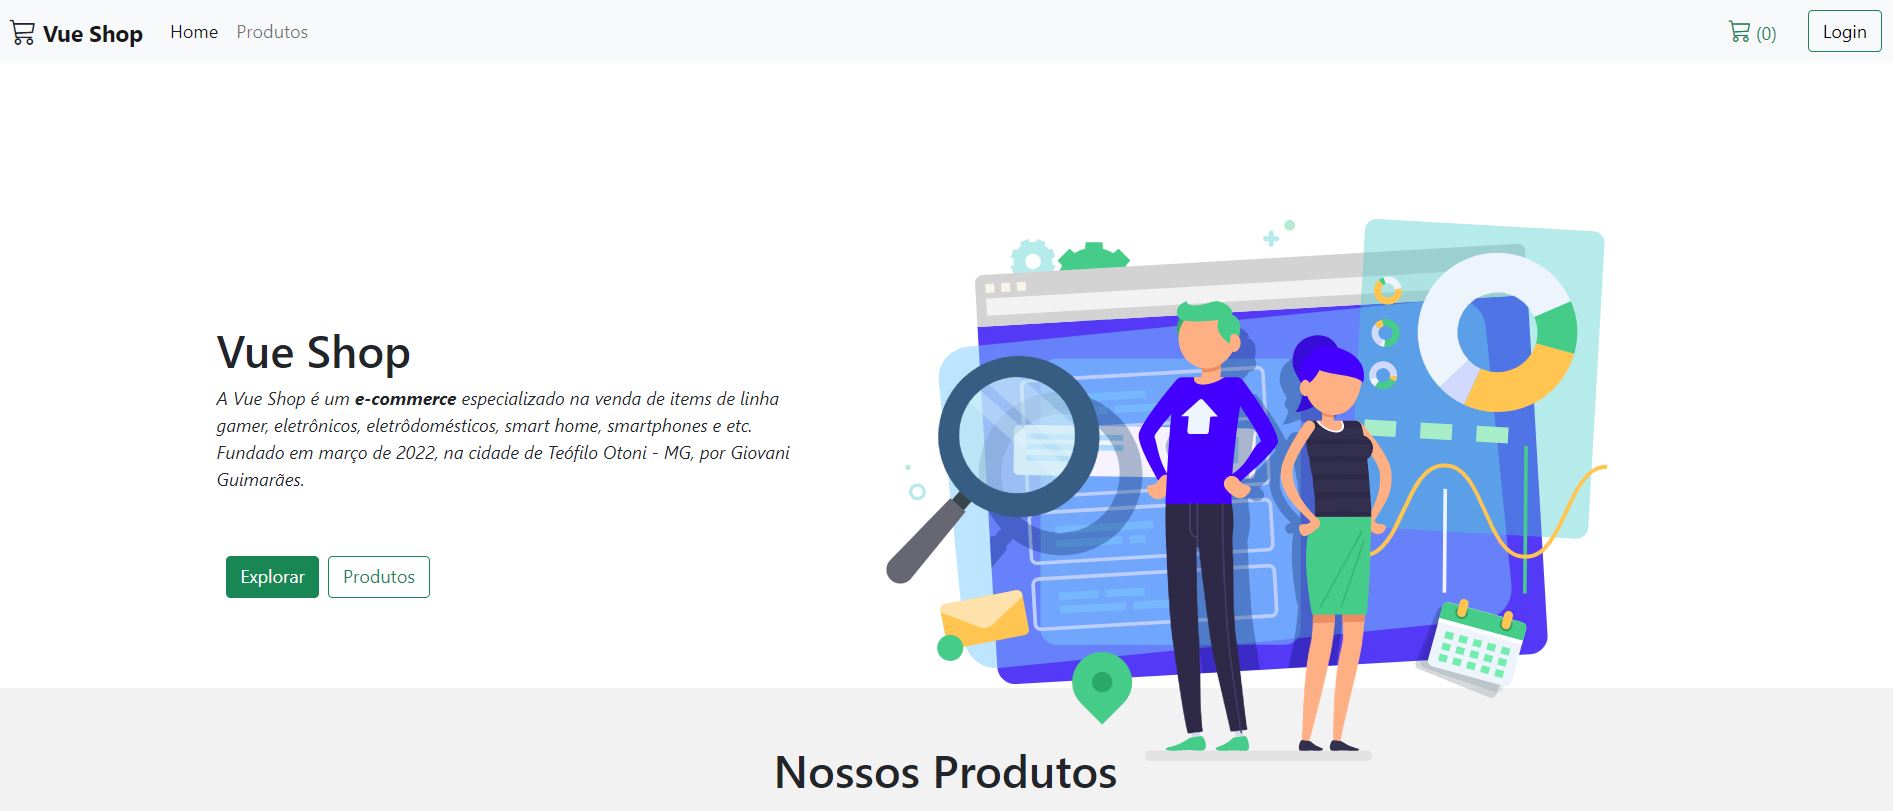 Vue Shop Home Produtos (0) Login
Vue Shop
A Vue Shop é um e-commerce especializado na venda de items de linha
gamer, eletrônicos, eletrôdomésticos, smart home, smartphones e etc.
Fundado em março de 2022, na cidade de Teófilo Otoni - MG, por Giovani
Guimarães.
Explorar Produtos
Nossos Produtos